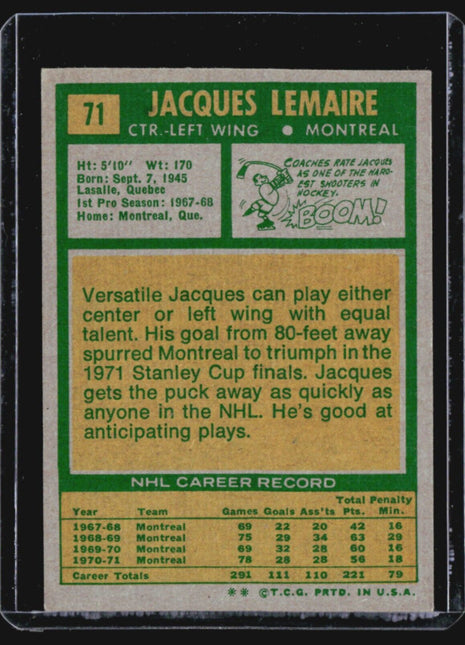 71
JACQUES LEMAIRE
CTR.-LEFT WING ● MONTREAL
Ht: 5'10" Wt: 170
Born: Sept. 7, 1945
Lasalle, Quebec
1st Pro Season: 1967-68
Home: Montreal, Que.
COACHES RATE JACQUES
AS ONE OF THE HARD-
EST SHOOTERS IN
HOCKEY.
BOOM!
Versatile Jacques can play either
center or left wing with equal
talent. His goal from 80-feet away
spurred Montreal to triumph in the
1971 Stanley Cup finals. Jacques
gets the puck away as quickly as
anyone in the NHL. He's good at
anticipating plays.
NHL CAREER RECORD
Total Penalty
Year Team Games Goals Ass'ts Pts. Min.
1967-68 Montreal 69 22 20 42 16
1968-69 Montreal 75 29 34 63 29
1969-70 Montreal 69 32 28 60 16
1970-71 Montreal 78 28 28 56 18
Career Totals 291 111 110 221 79
** ©T.C.G. PRTD. IN U.S.A.